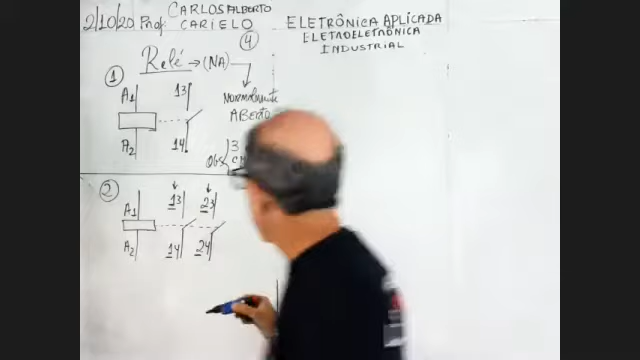 2/10/20 Prof. CARLOS ALBERTO CARIELO
ELETRÔNICA APLICADA
ELETROELETRÔNICA
INDUSTRIAL
4
1 Relé → (NA)
NORMALMENTE
ABERTO
A1 13
A2 14
OBS 3
2
A1 13 23
A2 14 24